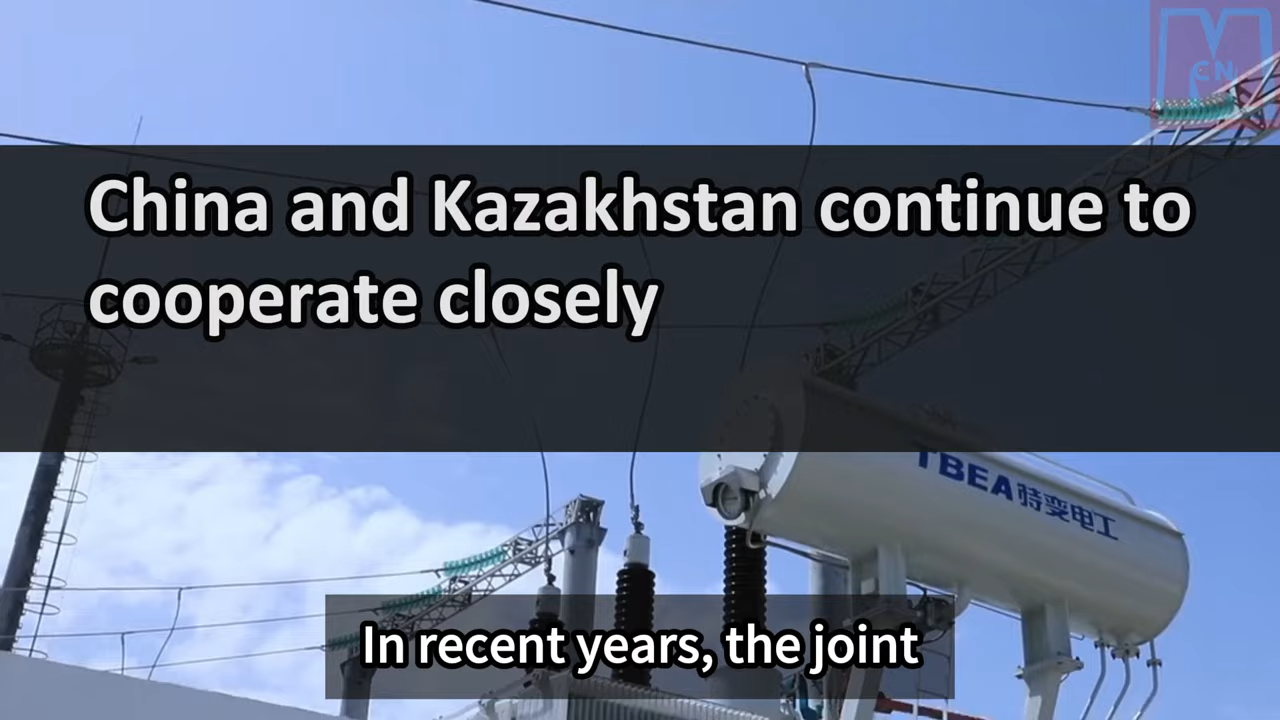 M
CN
China and Kazakhstan continue to
cooperate closely
TBEA特变电工
In recent years, the joint